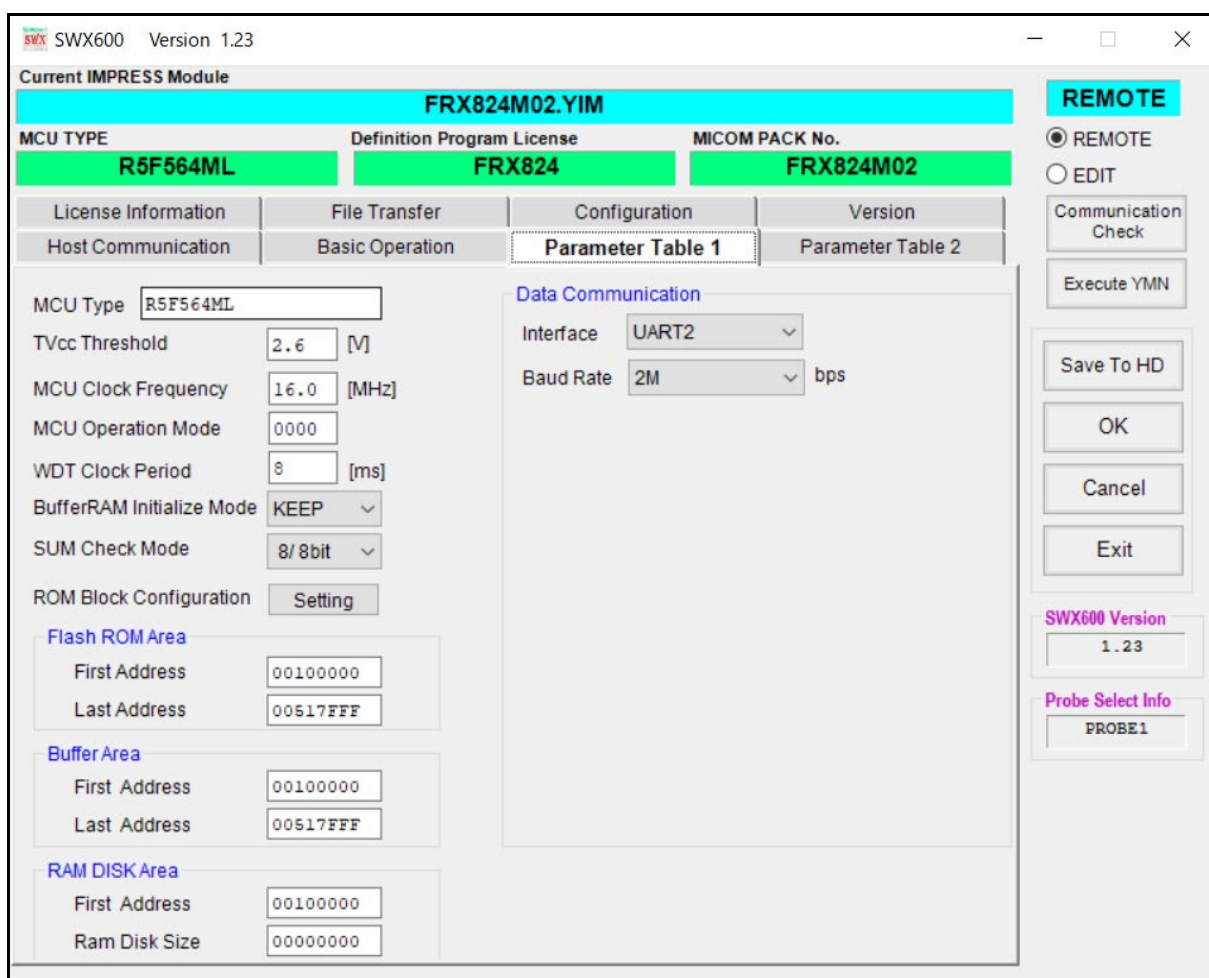 SWX SWX600 Version 1.23
Current IMPRESS Module
FRX824M02.YIM
REMOTE
MCU TYPE Definition Program License MICOM PACK No.
R5F564ML FRX824 FRX824M02
REMOTE
EDIT
License Information File Transfer Configuration Version
Host Communication Basic Operation Parameter Table 1 Parameter Table 2
Communication
Check
Execute YMN
MCU Type R5F564ML
TVcc Threshold 2.6 [V]
MCU Clock Frequency 16.0 [MHz]
MCU Operation Mode 0000
WDT Clock Period 8 [ms]
BufferRAM Initialize Mode KEEP
SUM Check Mode 8/ 8bit
ROM Block Configuration Setting
Flash ROM Area
First Address 00100000
Last Address 00517FFF
Buffer Area
First Address 00100000
Last Address 00517FFF
RAM DISK Area
First Address 00100000
Ram Disk Size 00000000
Data Communication
Interface UART2
Baud Rate 2M bps
Save To HD
OK
Cancel
Exit
SWX600 Version
1.23
Probe Select Info
PROBE1